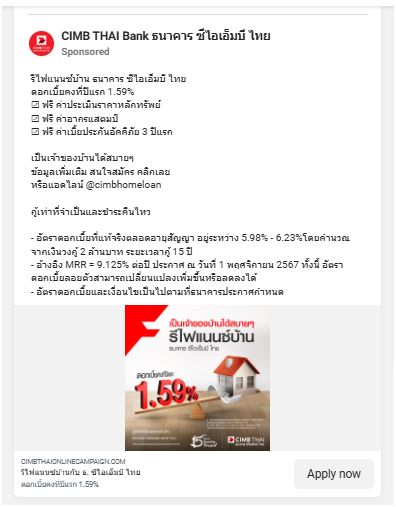 CIMB THAI Bank ธนาคาร ซีไอเอ็มบี ไทย
Sponsored
รีไฟแนนซ์บ้าน ธนาคาร ซีไอเอ็มบี ไทย
ดอกเบี้ยคงที่ปีแรก 1.59%
☑ ฟรี ค่าประเมินราคาหลักทรัพย์
☑ ฟรี ค่าอากรแสตมป์
☑ ฟรี ค่าเบี้ยประกันอัคคีภัย 3 ปีแรก
เป็นเจ้าของบ้านได้สบายๆ
ข้อมูลเพิ่มเติม สนใจสมัคร คลิกเลย
หรือแอดไลน์ @cimbhomeloan
กู้เท่าที่จำเป็นและชำระคืนไหว
- อัตราดอกเบี้ยที่แท้จริงตลอดอายุสัญญา อยู่ระหว่าง 5.98% - 6.23%โดยคำนวณ
จากเงินวงกู้ 2 ล้านบาท ระยะเวลากู้ 15 ปี
- อ้างอิง MRR = 9.125% ต่อปี ประกาศ ณ วันที่ 1 พฤศจิกายน 2567 ทั้งนี้ อัตรา
ดอกเบี้ยลอยตัวสามารถเปลี่ยนแปลงเพิ่มขึ้นหรือลดลงได้
- อัตราดอกเบี้ยและเงื่อนไขเป็นไปตามที่ธนาคารประกาศกำหนด
เป็นเจ้าของบ้านได้สบายๆ
รีไฟแนนซ์บ้าน
ธนาคาร ซีไอเอ็มบี ไทย
ดอกเบี้ยคงที่ปีแรก
1.59%
CIMB THAI
CIMBTHAIONLINECAMPAIGN.COM
รีไฟแนนซ์บ้านกับ ธ. ซีไอเอ็มบี ไทย
ดอกเบี้ยคงที่ปีแรก 1.59%
Apply now